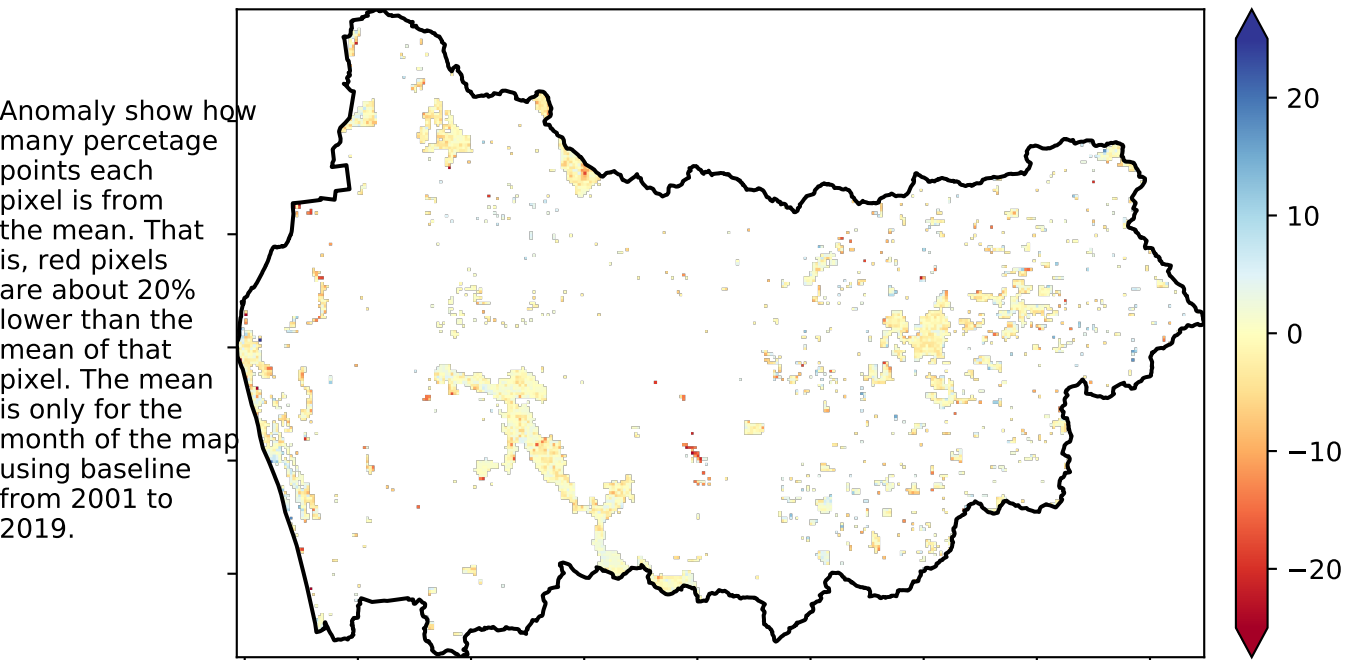 Anomaly show how
many percetage
points each
pixel is from
the mean. That
is, red pixels
are about 20%
lower than the
mean of that
pixel. The mean
is only for the
month of the map
using baseline
from 2001 to
2019.
20
10
0
−10
−20